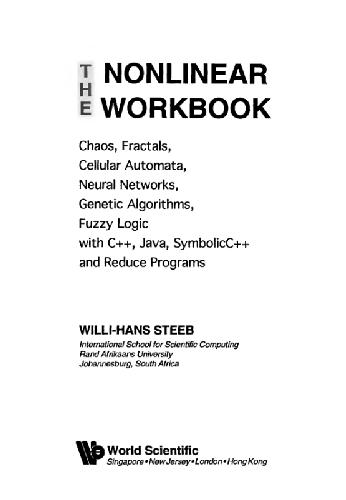 THE NONLINEAR
WORKBOOK
Chaos, Fractals,
Cellular Automata,
Neural Networks,
Genetic Algorithms,
Fuzzy Logic
with C++, Java, SymbolicC++
and Reduce Programs
WILLI-HANS STEEB
International School for Scientific Computing
Rand Afrikaans University
Johannesburg, South Africa
World Scientific
Singapore • New Jersey • London • Hong Kong